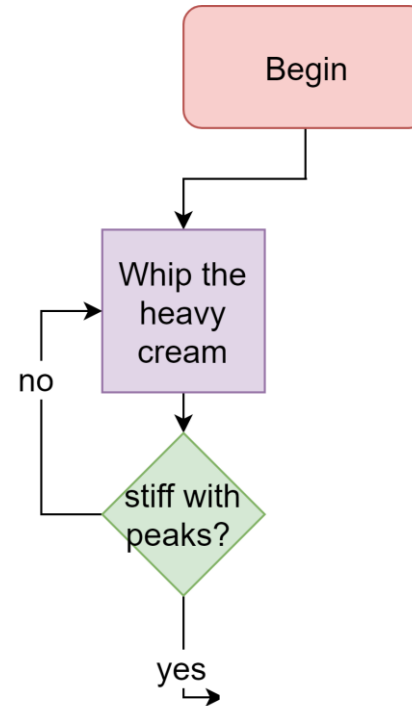 Begin
Whip the
heavy
cream
no
stiff with
peaks?
yes